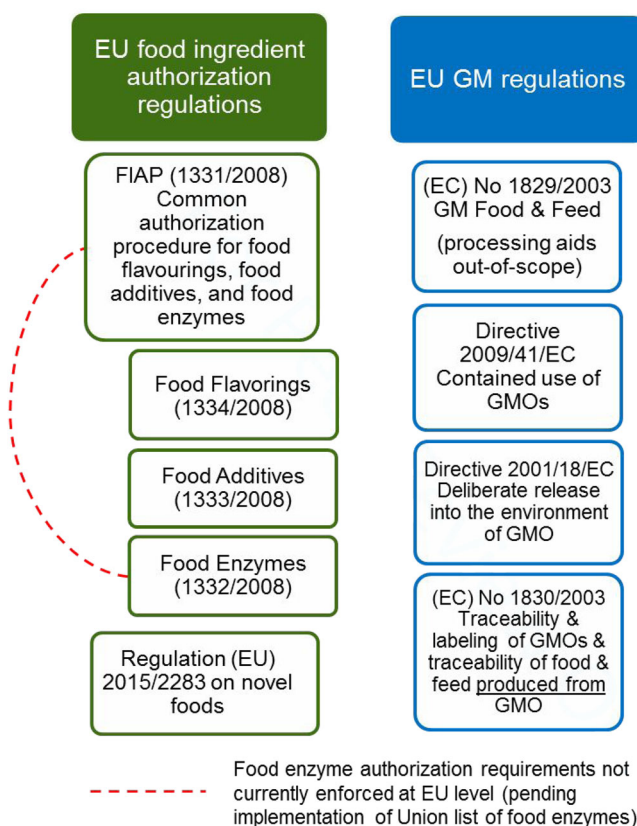 EU food ingredient
authorization
regulations
FIAP (1331/2008)
Common
authorization
procedure for food
flavourings, food
additives, and food
enzymes
Food Flavorings
(1334/2008)
Food Additives
(1333/2008)
Food Enzymes
(1332/2008)
Regulation (EU)
2015/2283 on novel
foods
EU GM regulations
(EC) No 1829/2003
GM Food & Feed
(processing aids
out-of-scope)
Directive
2009/41/EC
Contained use of
GMOs
Directive 2001/18/EC
Deliberate release
into the environment
of GMO
(EC) No 1830/2003
Traceability &
labeling of GMOs &
traceability of food &
feed produced from
GMO
Food enzyme authorization requirements not
currently enforced at EU level (pending
implementation of Union list of food enzymes)